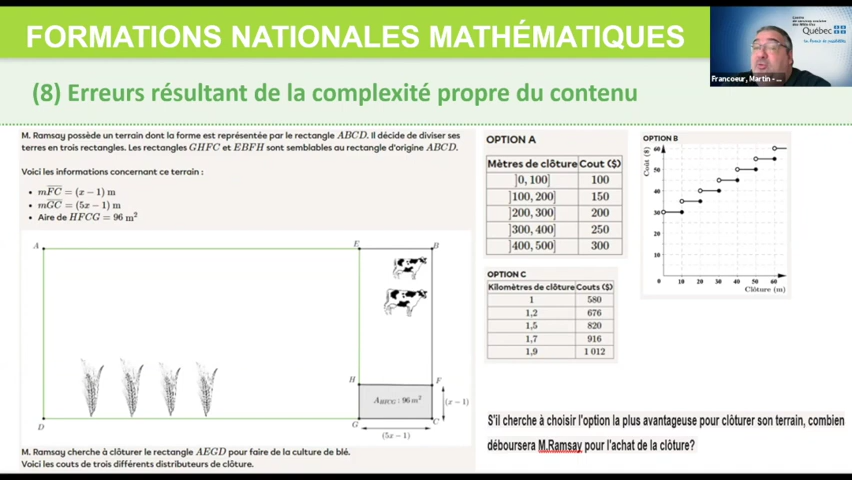 FORMATIONS NATIONALES MATHÉMATIQUES
Québec
Francoeur, Martin - ...
(8) Erreurs résultant de la complexité propre du contenu
M. Ramsay possède un terrain dont la forme est représentée par le rectangle ABCD. Il décide de diviser ses
terres en trois rectangles. Les rectangles GHFC et EBFH sont semblables au rectangle d'origine ABCD.
Voici les informations concernant ce terrain :
• mFC = (x − 1) m
• mGC = (5x − 1) m
• Aire de HFCG = 96 m²
A
E
B
H
F
A HFCG : 96 m²
(x − 1)
D
G
C
(5x − 1)
M. Ramsay cherche à clôturer le rectangle AEGD pour faire de la culture de blé.
Voici les couts de trois différents distributeurs de clôture.
OPTION A
Mètres de clôture Cout ($)
]0, 100] 100
]100, 200] 150
]200, 300] 200
]300, 400] 250
]400, 500] 300
OPTION C
Kilomètres de clôture Couts ($)
1 580
1,2 676
1,5 820
1,7 916
1,9 1 012
OPTION B
Coût ($)
60
50
40
30
20
10
0 10 20 30 40 50 60
Clôture (m)
S'il cherche à choisir l'option la plus avantageuse pour clôturer son terrain, combien
déboursera M.Ramsay pour l'achat de la clôture?